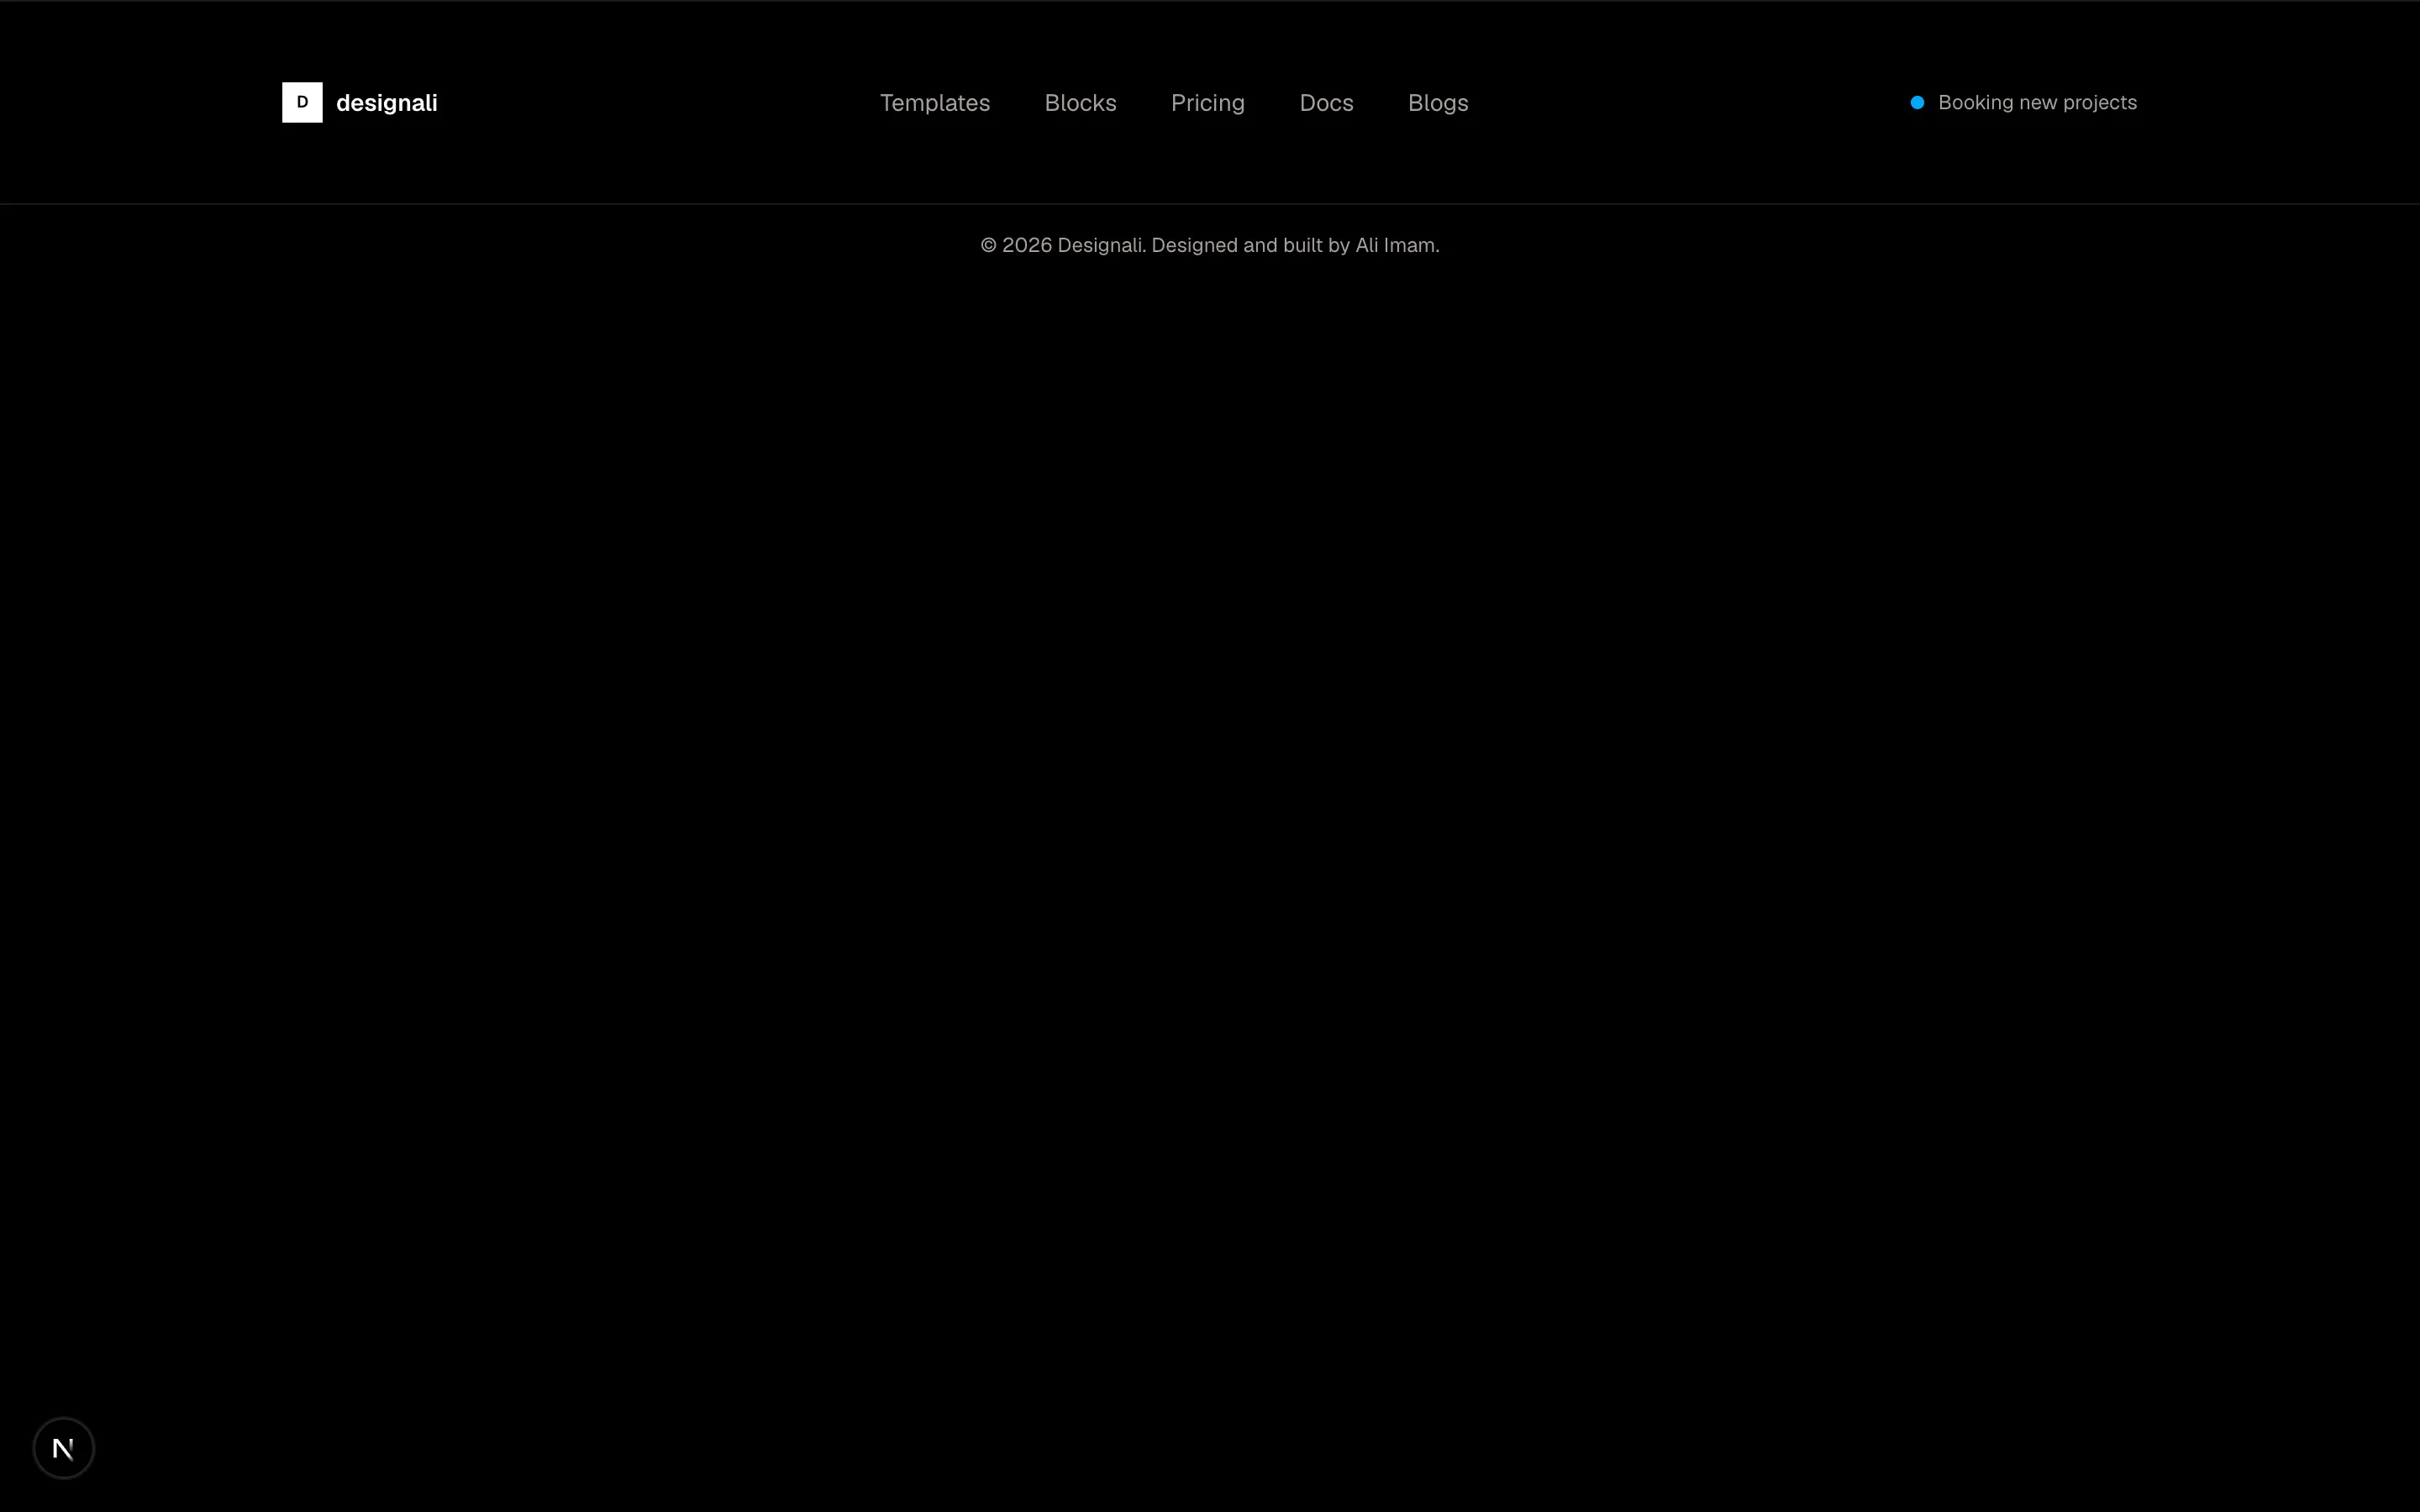 D designali
Templates Blocks Pricing Docs Blogs
Booking new projects
© 2026 Designali. Designed and built by Ali Imam.
N